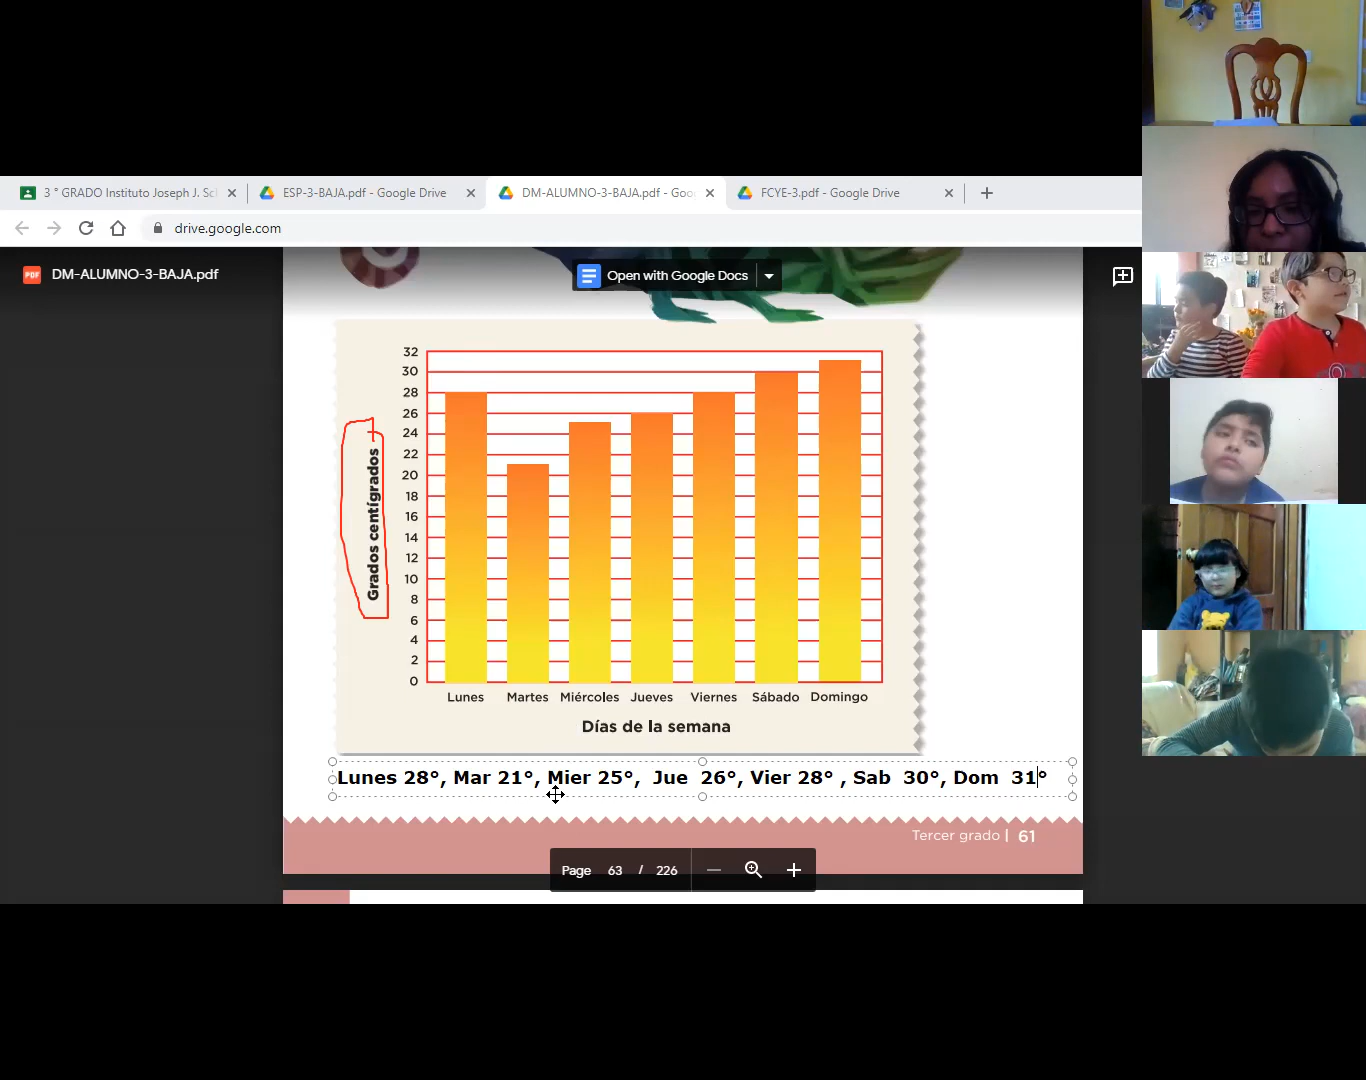 3 ° GRADO Instituto Joseph J. Sc
ESP-3-BAJA.pdf - Google Drive
DM-ALUMNO-3-BAJA.pdf - Goo
FCYE-3.pdf - Google Drive
drive.google.com
PDF
DM-ALUMNO-3-BAJA.pdf
Open with Google Docs
32
30
28
26
24
22
20
18
16
14
12
10
8
6
4
2
0
Grados centígrados
Lunes Martes Miércoles Jueves Viernes Sábado Domingo
Días de la semana
Lunes 28°, Mar 21°, Mier 25°, Jue 26°, Vier 28° , Sab 30°, Dom 31°
Tercer grado | 61
Page 63 / 226